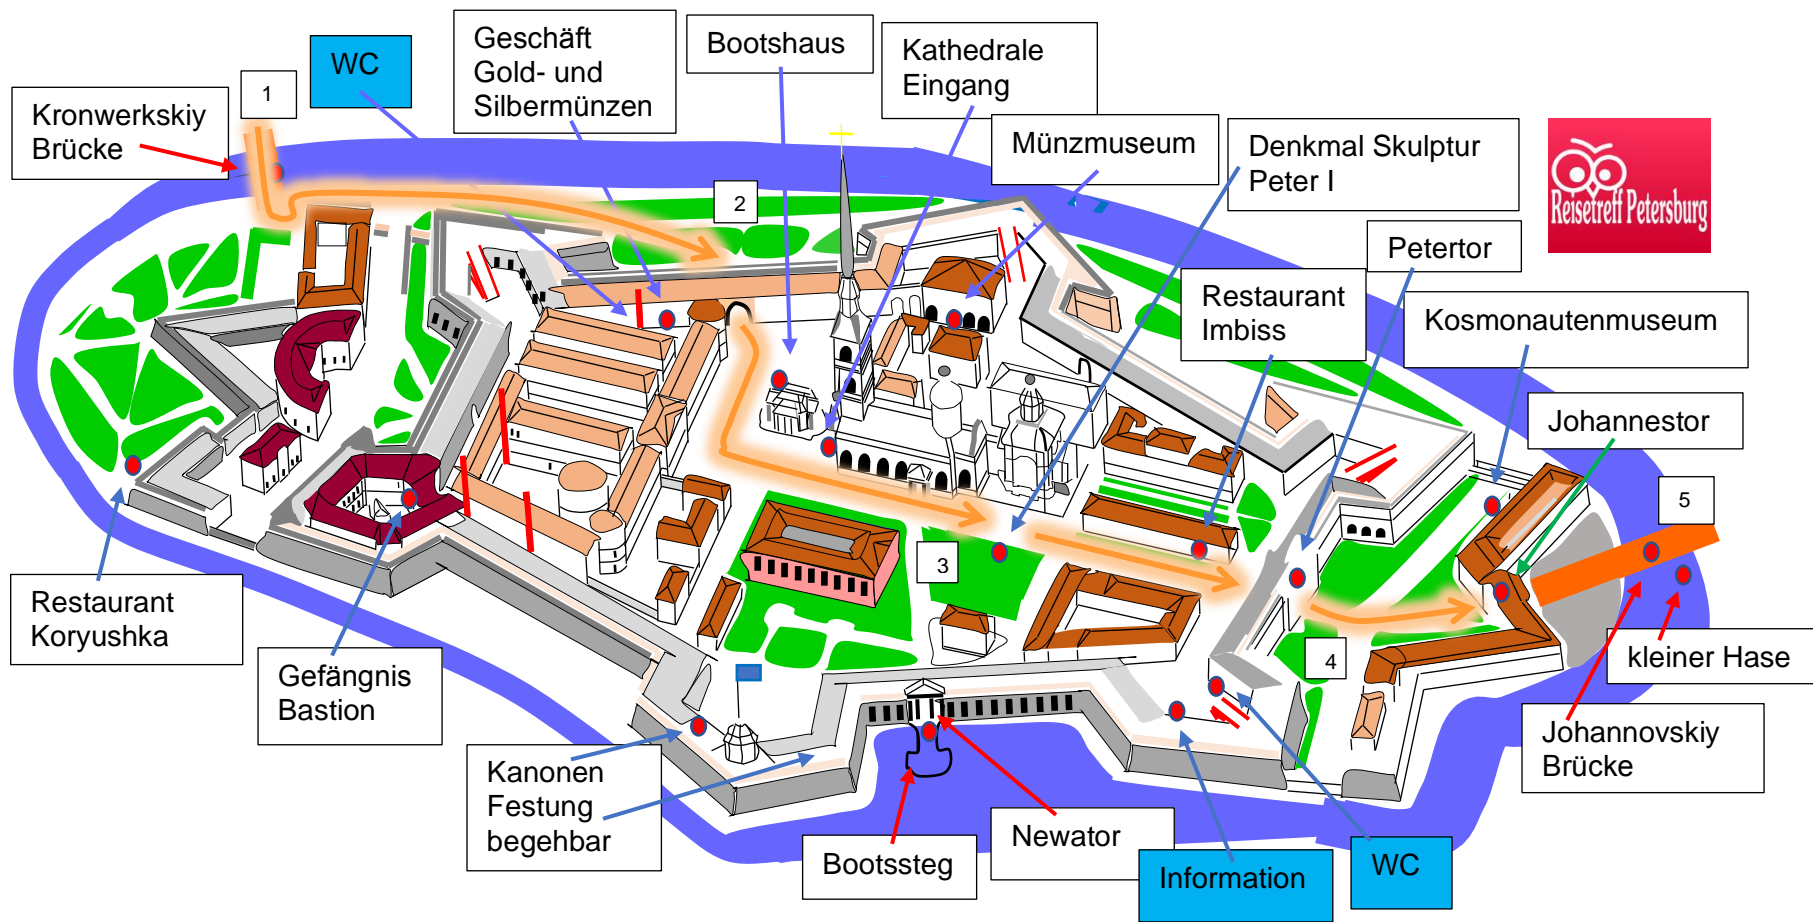 1
WC
Geschäft
Gold- und
Silbermünzen
Bootshaus
Kathedrale
Eingang
Kronwerkskiy
Brücke
Münzmuseum
Denkmal Skulptur
Peter I
Reisetreff Petersburg
2
Petertor
Restaurant
Imbiss
Kosmonautenmuseum
Johannestor
5
3
Restaurant
Koryushka
Gefängnis
Bastion
4
kleiner Hase
Johannovskiy
Brücke
Kanonen
Festung
begehbar
Bootssteg
Newator
Information
WC